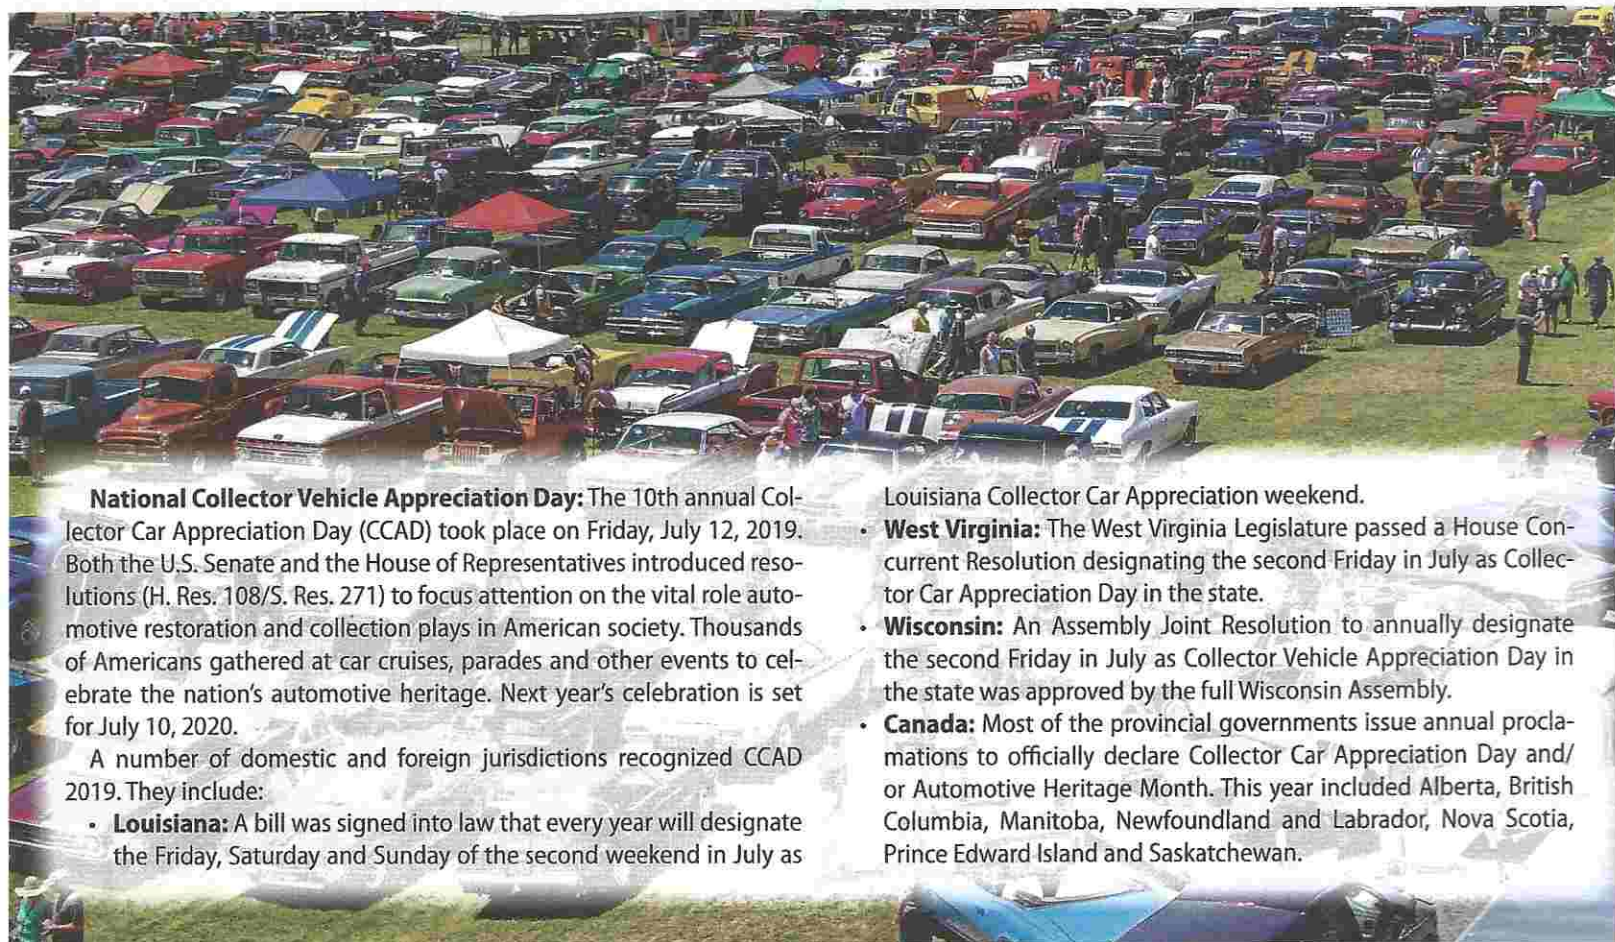 National Collector Vehicle Appreciation Day: The 10th annual Col-
lector Car Appreciation Day (CCAD) took place on Friday, July 12, 2019.
Both the U.S. Senate and the House of Representatives introduced reso-
lutions (H. Res. 108/S. Res. 271) to focus attention on the vital role auto-
motive restoration and collection plays in American society. Thousands
of Americans gathered at car cruises, parades and other events to cel-
ebrate the nation's automotive heritage. Next year's celebration is set
for July 10, 2020.
A number of domestic and foreign jurisdictions recognized CCAD
2019. They include:
• Louisiana: A bill was signed into law that every year will designate
the Friday, Saturday and Sunday of the second weekend in July as
Louisiana Collector Car Appreciation weekend.
• West Virginia: The West Virginia Legislature passed a House Con-
current Resolution designating the second Friday in July as Collec-
tor Car Appreciation Day in the state.
• Wisconsin: An Assembly Joint Resolution to annually designate
the second Friday in July as Collector Vehicle Appreciation Day in
the state was approved by the full Wisconsin Assembly.
• Canada: Most of the provincial governments issue annual procla-
mations to officially declare Collector Car Appreciation Day and/
or Automotive Heritage Month. This year included Alberta, British
Columbia, Manitoba, Newfoundland and Labrador, Nova Scotia,
Prince Edward Island and Saskatchewan.